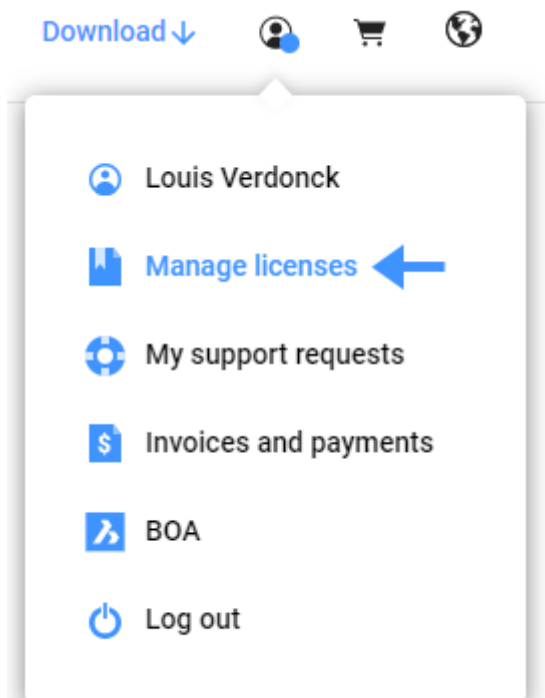 Download
Louis Verdonck
Manage licenses
My support requests
$
Invoices and payments
BOA
Log out